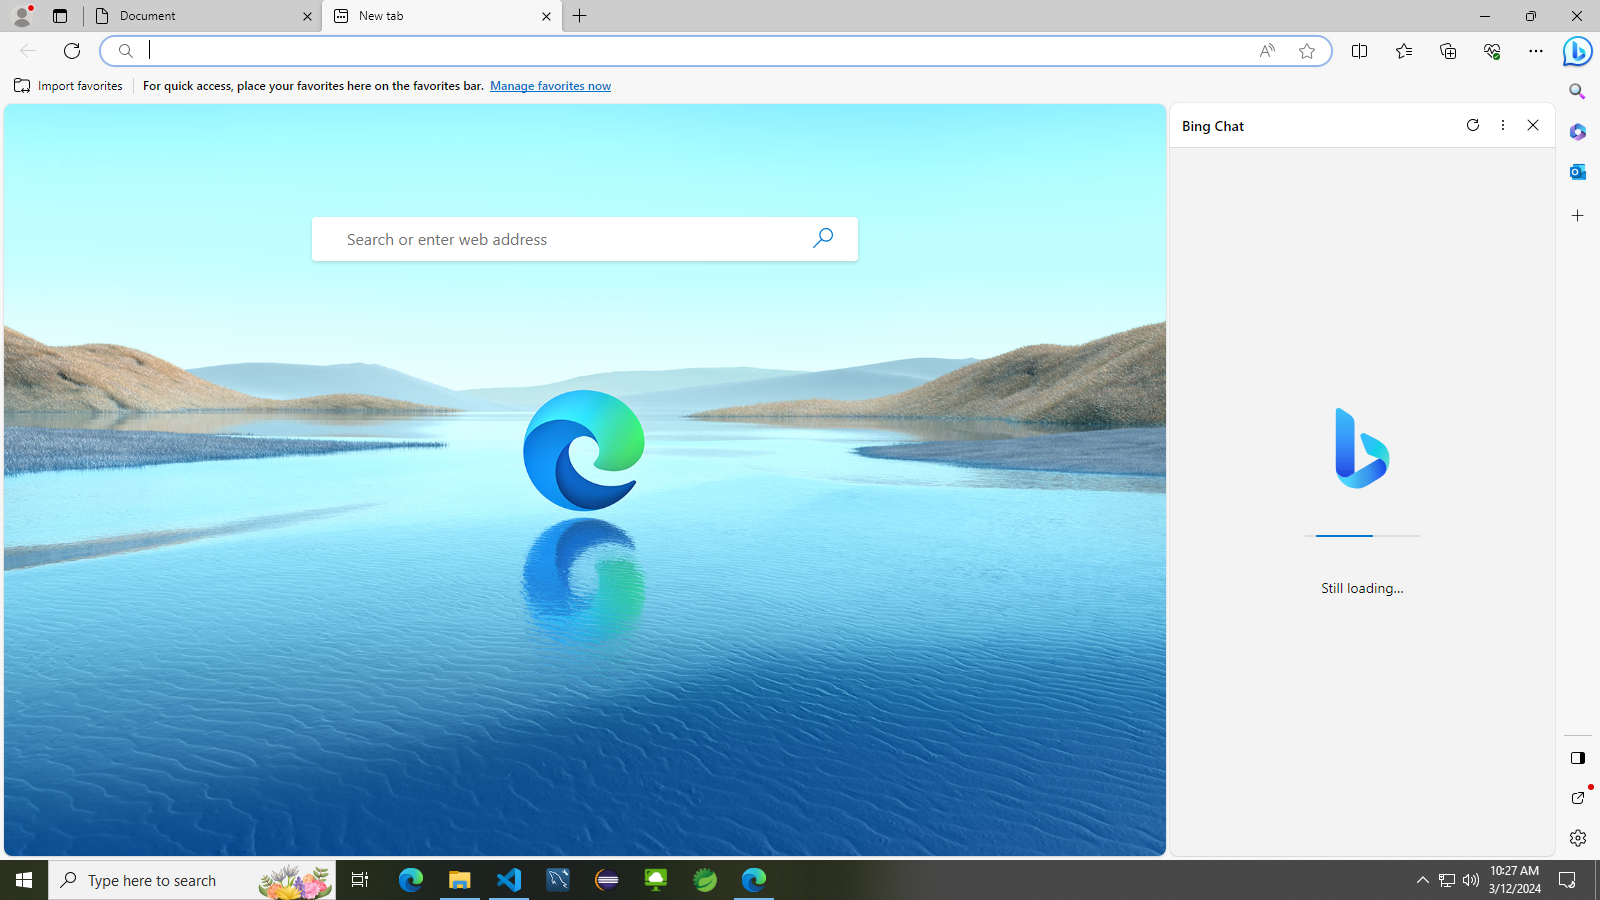 Document
New tab
Import favorites
For quick access, place your favorites here on the favorites bar. Manage favorites now
Search or enter web address
Bing Chat
Still loading...
Type here to search
10:27 AM
3/12/2024